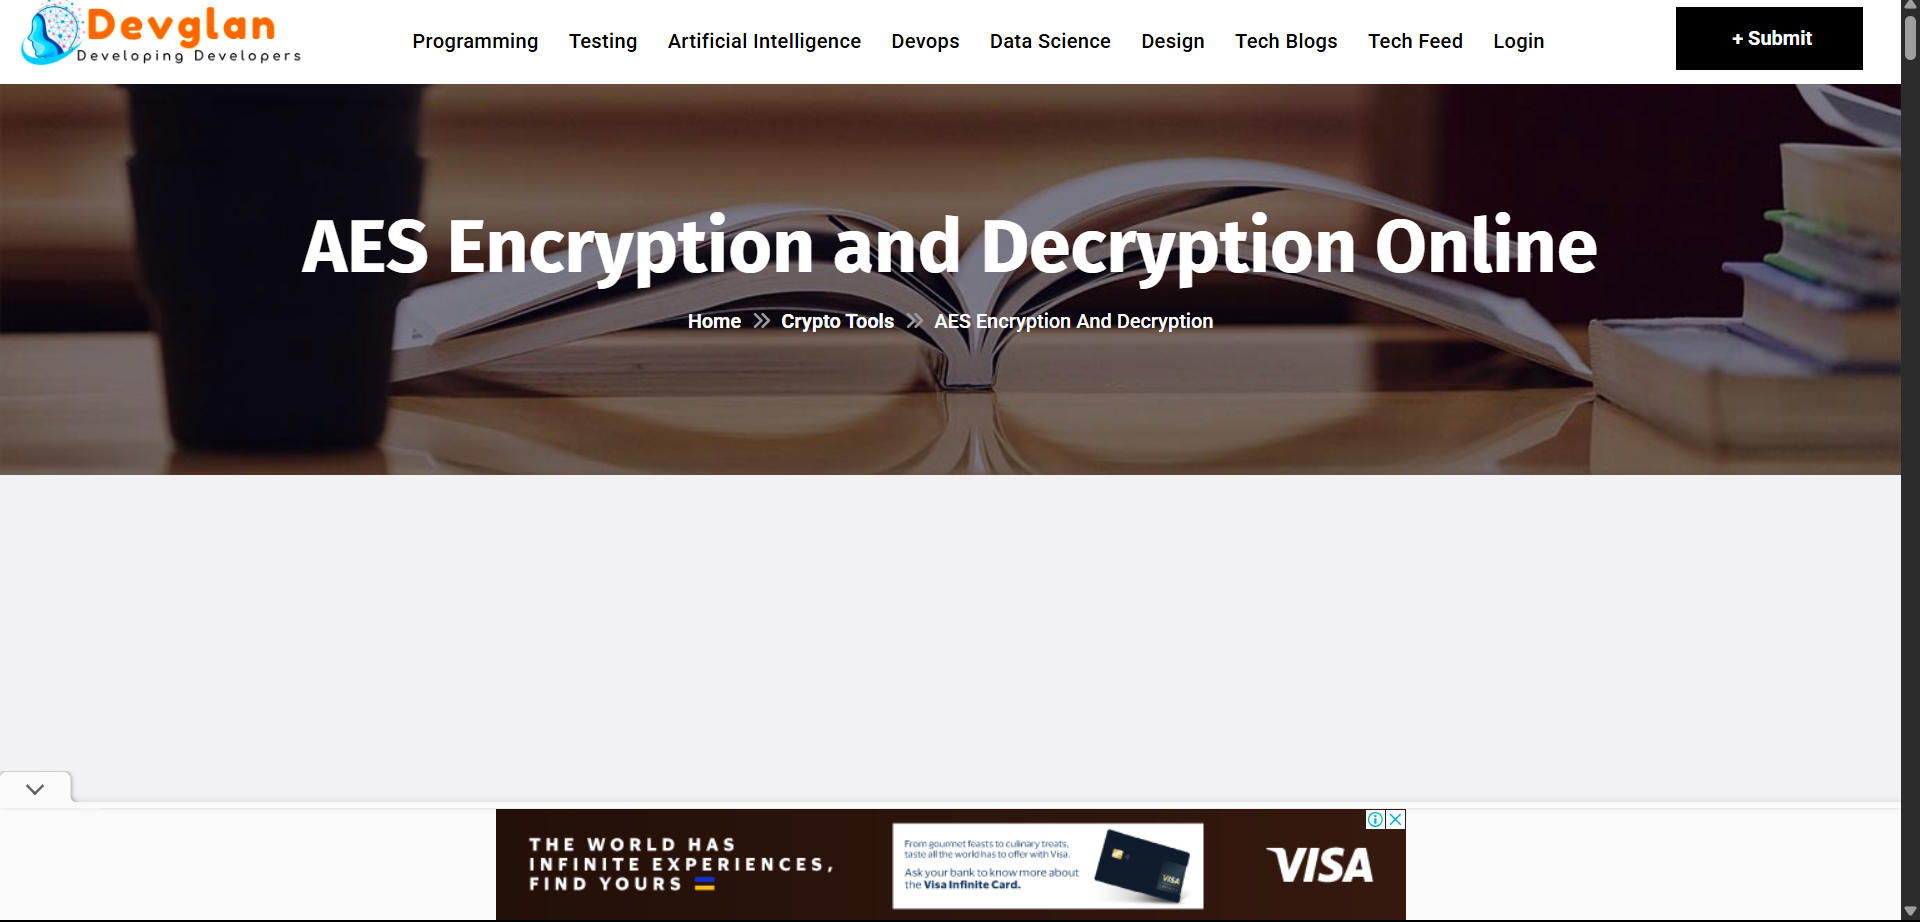 Devglan
Developing Developers
Programming Testing Artificial Intelligence Devops Data Science Design Tech Blogs Tech Feed Login
+ Submit
AES Encryption and Decryption Online
Home » Crypto Tools » AES Encryption And Decryption
THE WORLD HAS
INFINITE EXPERIENCES,
FIND YOURS
From gourmet feasts to culinary treats,
taste all the world has to offer with Visa.
Ask your bank to know more about
the Visa Infinite Card.
VISA
VISA